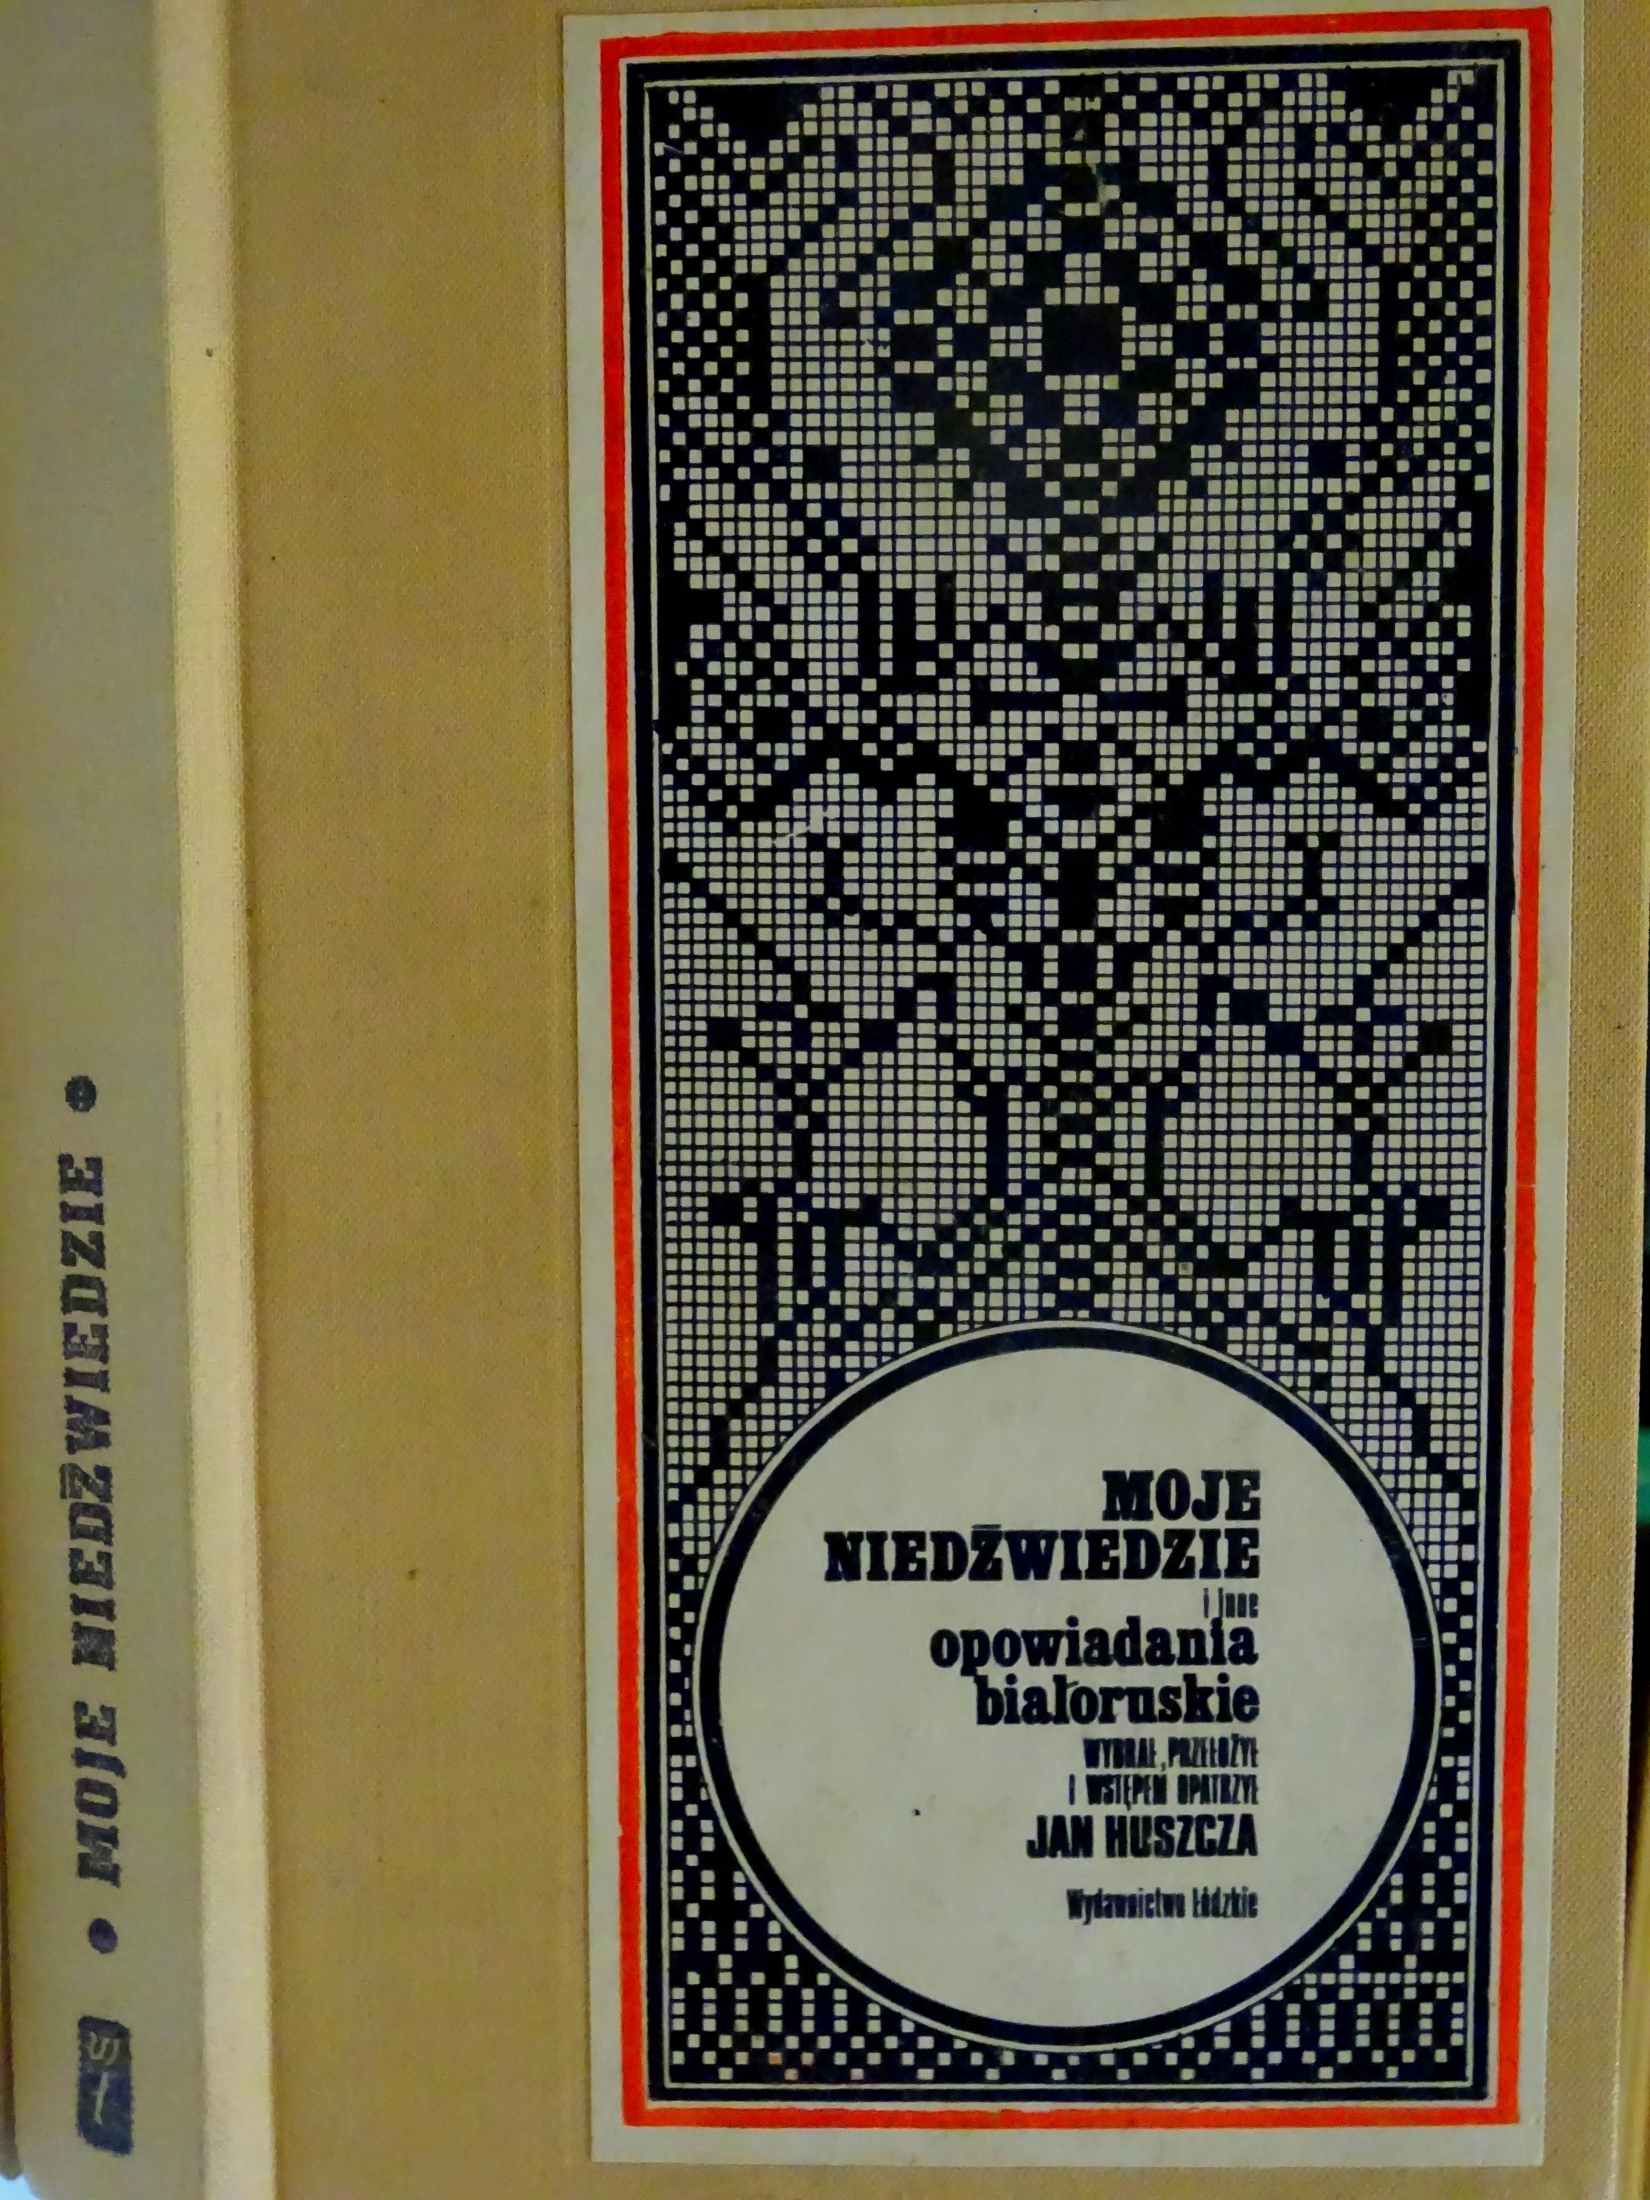 • MOJE NIEDŹWIEDZIE •
MOJE
NIEDŹWIEDZIE
i inne
opowiadania
białoruskie
WYBRAŁ, PRZEŁOŻYŁ
I WSTĘPEM OPATRZYŁ
JAN HUSZCZA
Wydawnictwo Łódzkie